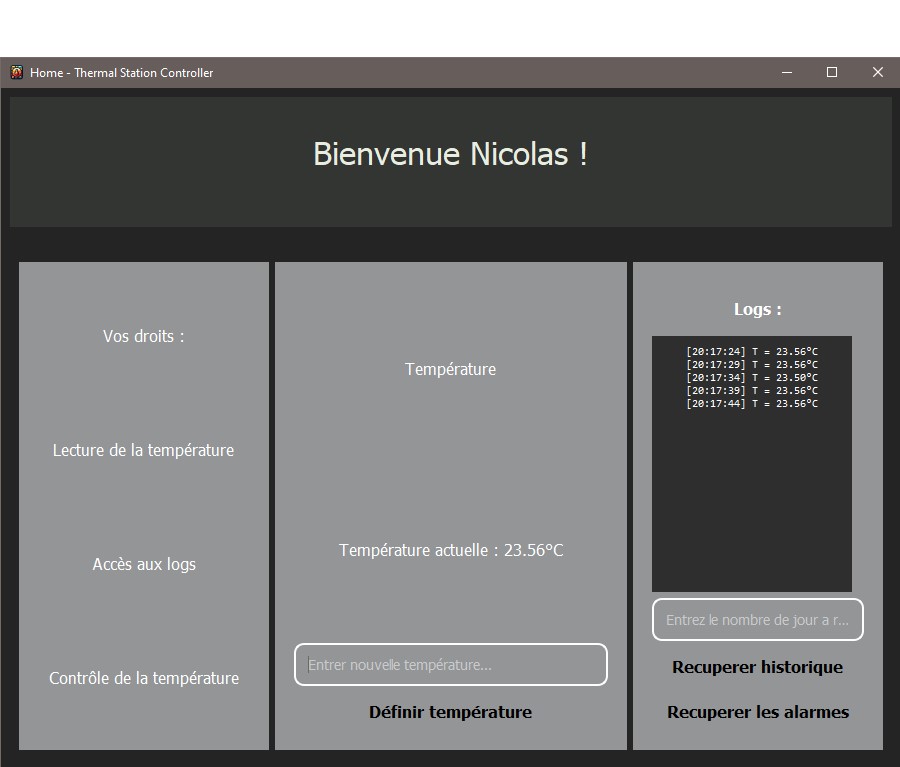 Home - Thermal Station Controller
Bienvenue Nicolas !
Vos droits :
Lecture de la température
Accès aux logs
Contrôle de la température
Température
Température actuelle : 23.56°C
Entrer nouvelle température...
Définir température
Logs :
[20:17:24] T = 23.56°C
[20:17:29] T = 23.56°C
[20:17:34] T = 23.50°C
[20:17:39] T = 23.56°C
[20:17:44] T = 23.56°C
Entrez le nombre de jour a r...
Recuperer historique
Recuperer les alarmes